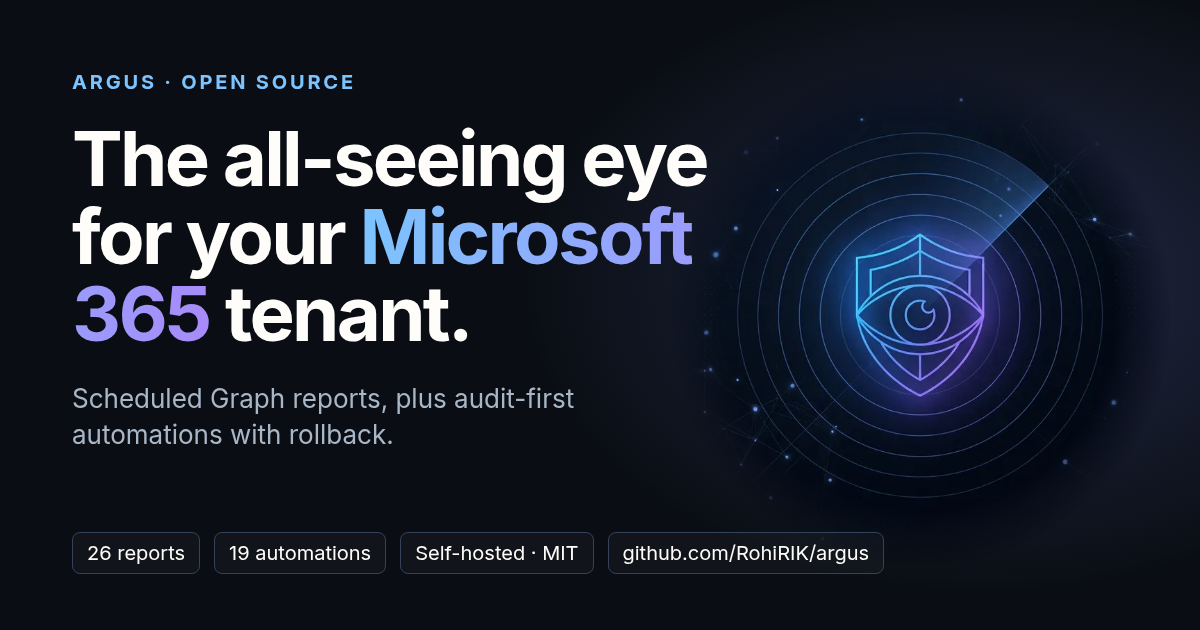 ARGUS · OPEN SOURCE
The all-seeing eye
for your Microsoft
365 tenant.
Scheduled Graph reports, plus audit-first
automations with rollback.
26 reports
19 automations
Self-hosted · MIT
github.com/RohiRIK/argus